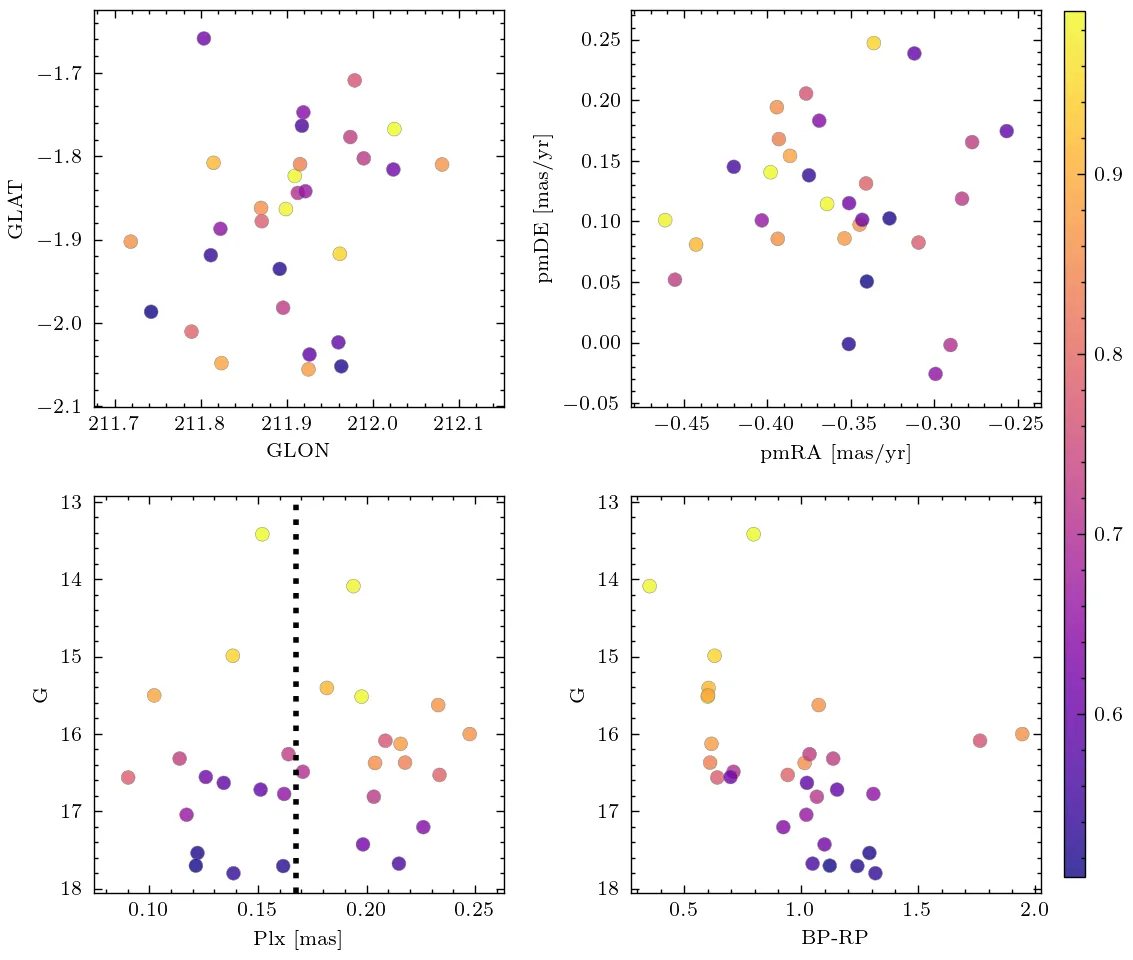 −1.7
−1.8
−1.9
−2.0
−2.1
GLAT
211.7 211.8 211.9 212.0 212.1
GLON
0.25
0.20
0.15
0.10
0.05
0.00
−0.05
pmDE [mas/yr]
−0.45 −0.40 −0.35 −0.30 −0.25
pmRA [mas/yr]
0.9
0.8
0.7
0.6
13
14
15
16
17
18
G
0.10 0.15 0.20 0.25
Plx [mas]
13
14
15
16
17
18
G
0.5 1.0 1.5 2.0
BP-RP